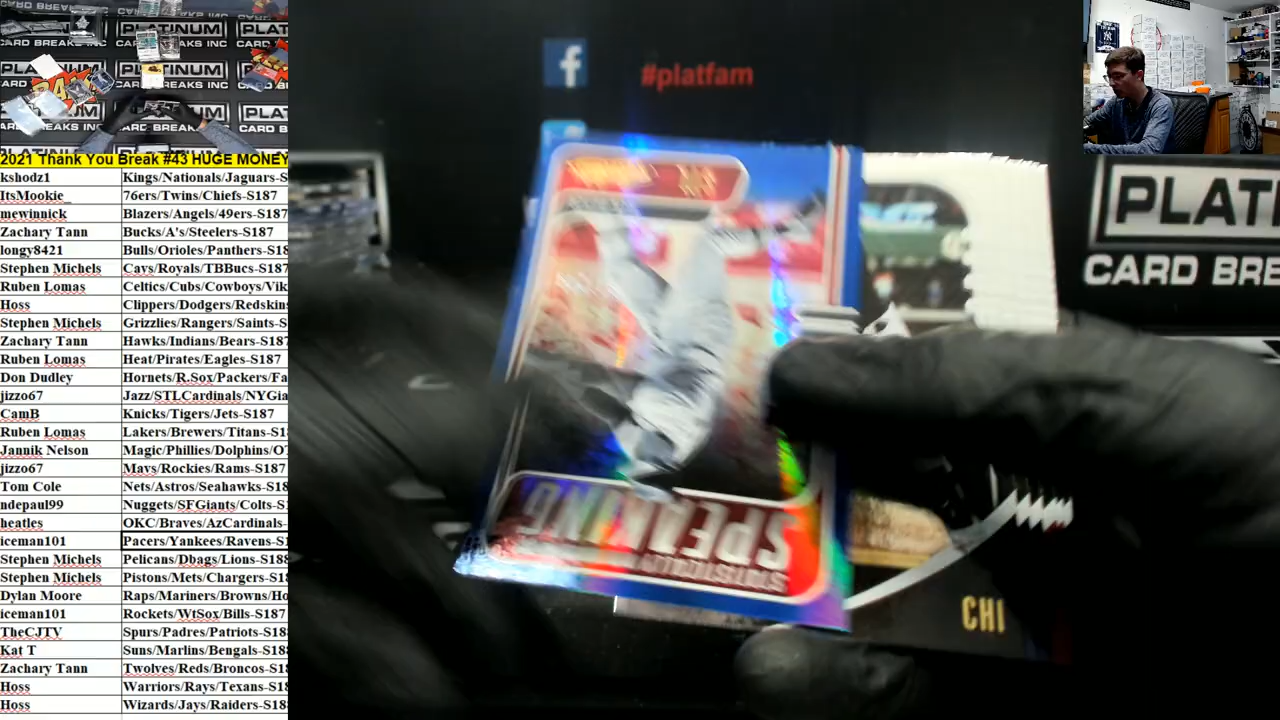 2021 Thank You Break #43 HUGE MONEY
kshodz1 Kings/Nationals/Jaguars-S
ItsMookie_ 76ers/Twins/Chiefs-S187
mewinnick Blazers/Angels/49ers-S187
Zachary Tann Bucks/A's/Steelers-S187
longy8421 Bulls/Orioles/Panthers-S18
Stephen Michels Cavs/Royals/TBBucs-S187
Ruben Lomas Celtics/Cubs/Cowboys/Vik
Hoss Clippers/Dodgers/Redskin
Stephen Michels Grizzlies/Rangers/Saints-S
Zachary Tann Hawks/Indians/Bears-S187
Ruben Lomas Heat/Pirates/Eagles-S187
Don Dudley Hornets/R.Sox/Packers/Fa
jizzo67 Jazz/STLCardinals/NYGia
CamB Knicks/Tigers/Jets-S187
Ruben Lomas Lakers/Brewers/Titans-S18
Jannik Nelson Magic/Phillies/Dolphins/OT
jizzo67 Mavs/Rockies/Rams-S187
Tom Cole Nets/Astros/Seahawks-S18
ndepaul99 Nuggets/SFGiants/Colts-S
heatles OKC/Braves/AzCardinals-
iceman101 Pacers/Yankees/Ravens-S1
Stephen Michels Pelicans/Dbags/Lions-S188
Stephen Michels Pistons/Mets/Chargers-S1
Dylan Moore Raps/Mariners/Browns/Ho
iceman101 Rockets/WtSox/Bills-S187
TheCJTV Spurs/Padres/Patriots-S18
Kat T Suns/Marlins/Bengals-S18
Zachary Tann Twolves/Reds/Broncos-S1
Hoss Warriors/Rays/Texans-S18
Hoss Wizards/Jays/Raiders-S18
f #platfam
PLAT
CARD BRE
STATISTICALLY
SPEAKING
CHI
PLATINUM
CARD BREAKS INC